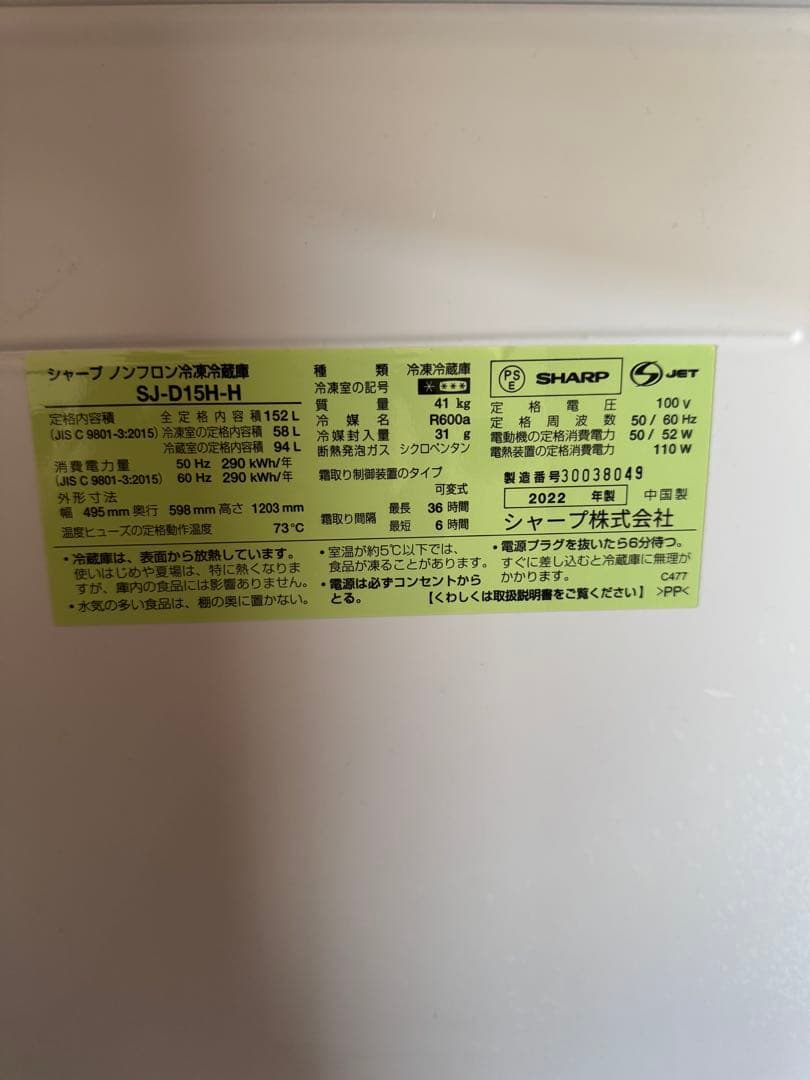 シャープ ノンフロン冷凍冷蔵庫
SJ-D15H-H
定格内容積 全定格内容積 152 L
(JIS C 9801-3:2015) 冷凍室の定格内容積 58 L
冷蔵室の定格内容積 94 L
消費電力量 50 Hz 290 kWh/年
(JIS C 9801-3:2015) 60 Hz 290 kWh/年
外形寸法
幅 495 mm 奥行 598 mm 高さ 1203 mm
温度ヒューズの定格動作温度 73℃
種類 冷凍冷蔵庫
冷凍室の記号
質量 41 kg
冷媒名 R600a
冷媒封入量 31 g
断熱発泡ガス シクロペンタン
霜取り制御装置のタイプ
可変式
霜取り間隔 最長 36 時間
最短 6 時間
PSE SHARP JET
定格電圧 100 V
定格周波数 50 / 60 Hz
電動機の定格消費電力 50 / 52 W
電熱装置の定格消費電力 110 W
製造番号 30038049
2022 年製 中国製
シャープ株式会社
・冷蔵庫は、表面から放熱しています。
使いはじめや夏場は、特に熱くなりま
すが、庫内の食品には影響ありません。
・水気の多い食品は、棚の奥に置かない。
・室温が約5℃以下では、
食品が凍ることがあります。
・電源は必ずコンセントから
とる。
・電源プラグを抜いたら6分待つ。
すぐに差し込むと冷蔵庫に無理が
かかります。 C477
【くわしくは取扱説明書をご覧ください】 >PP<